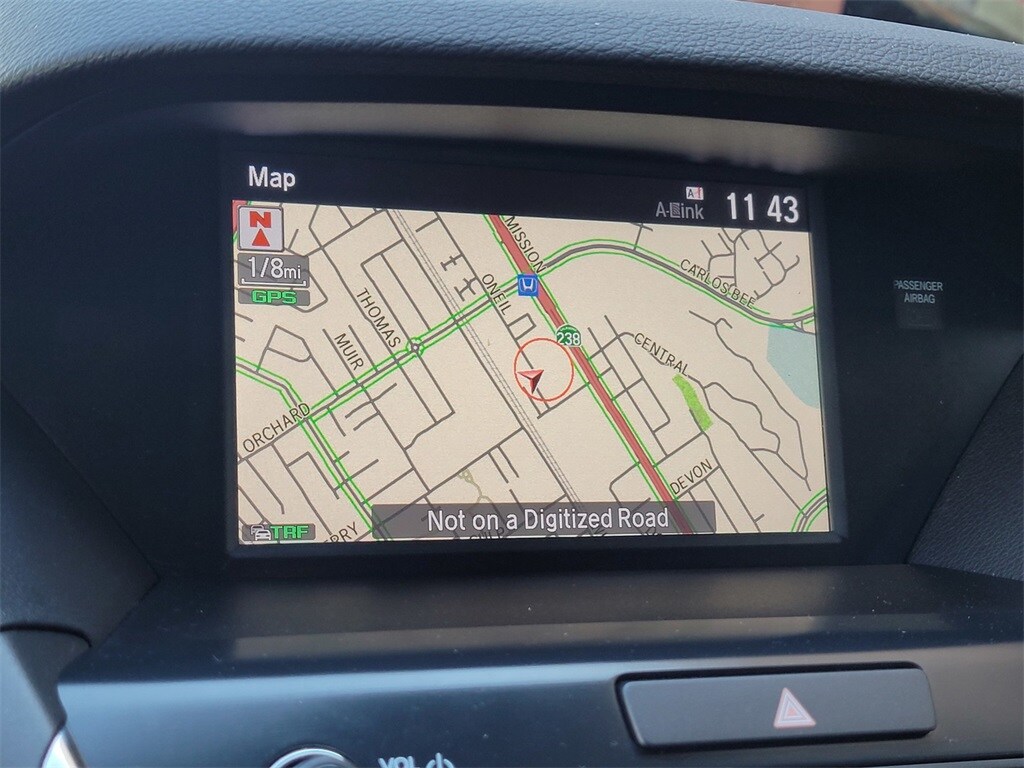 Map
A
A-Link
11 43
N
1/8mi
GPS
MISSION
ONEIL
CARLOS BEE
THOMAS
MUIR
238
CENTRAL
ORCHARD
DEVON
TRF
Not on a Digitized Road
PASSENGER
AIRBAG
VOL